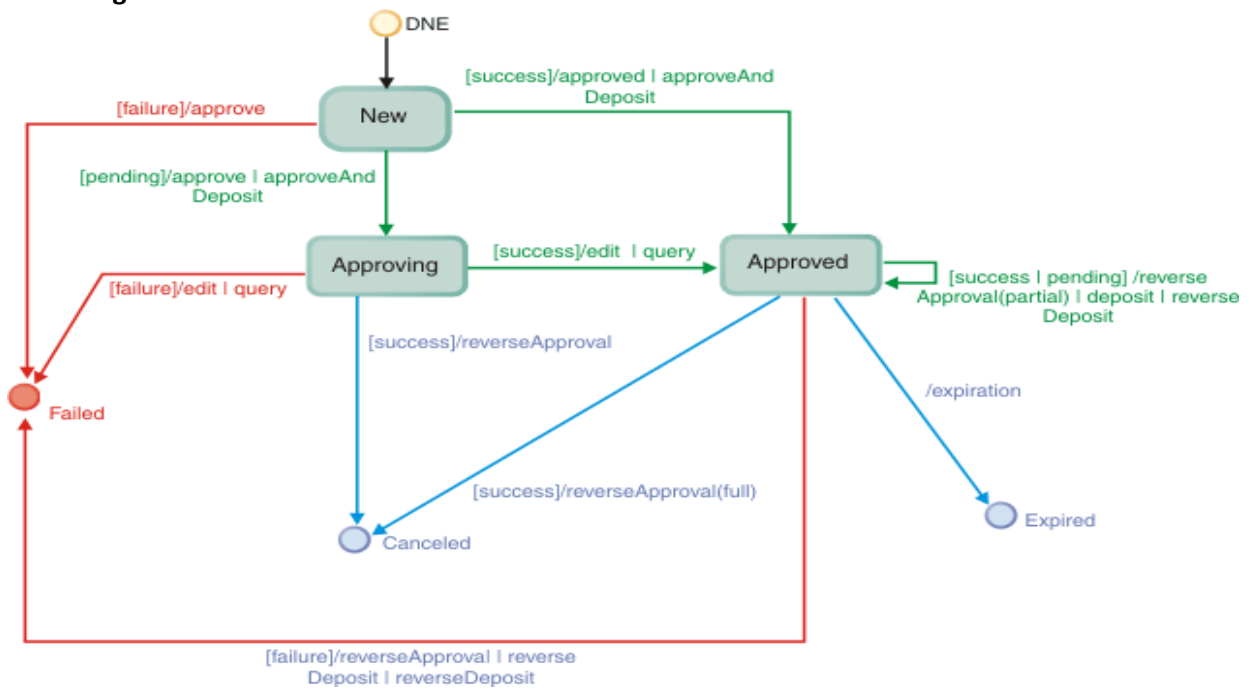 DNE
[success]/approved | approveAnd
Deposit
[failure]/approve
New
[pending]/approve | approveAnd
Deposit
Approving
[success]/edit | query
Approved
[success | pending] /reverse
Approval(partial) | deposit | reverse
Deposit
[failure]/edit | query
[success]/reverseApproval
/expiration
Failed
[success]/reverseApproval(full)
Canceled
Expired
[failure]/reverseApproval | reverse
Deposit | reverseDeposit